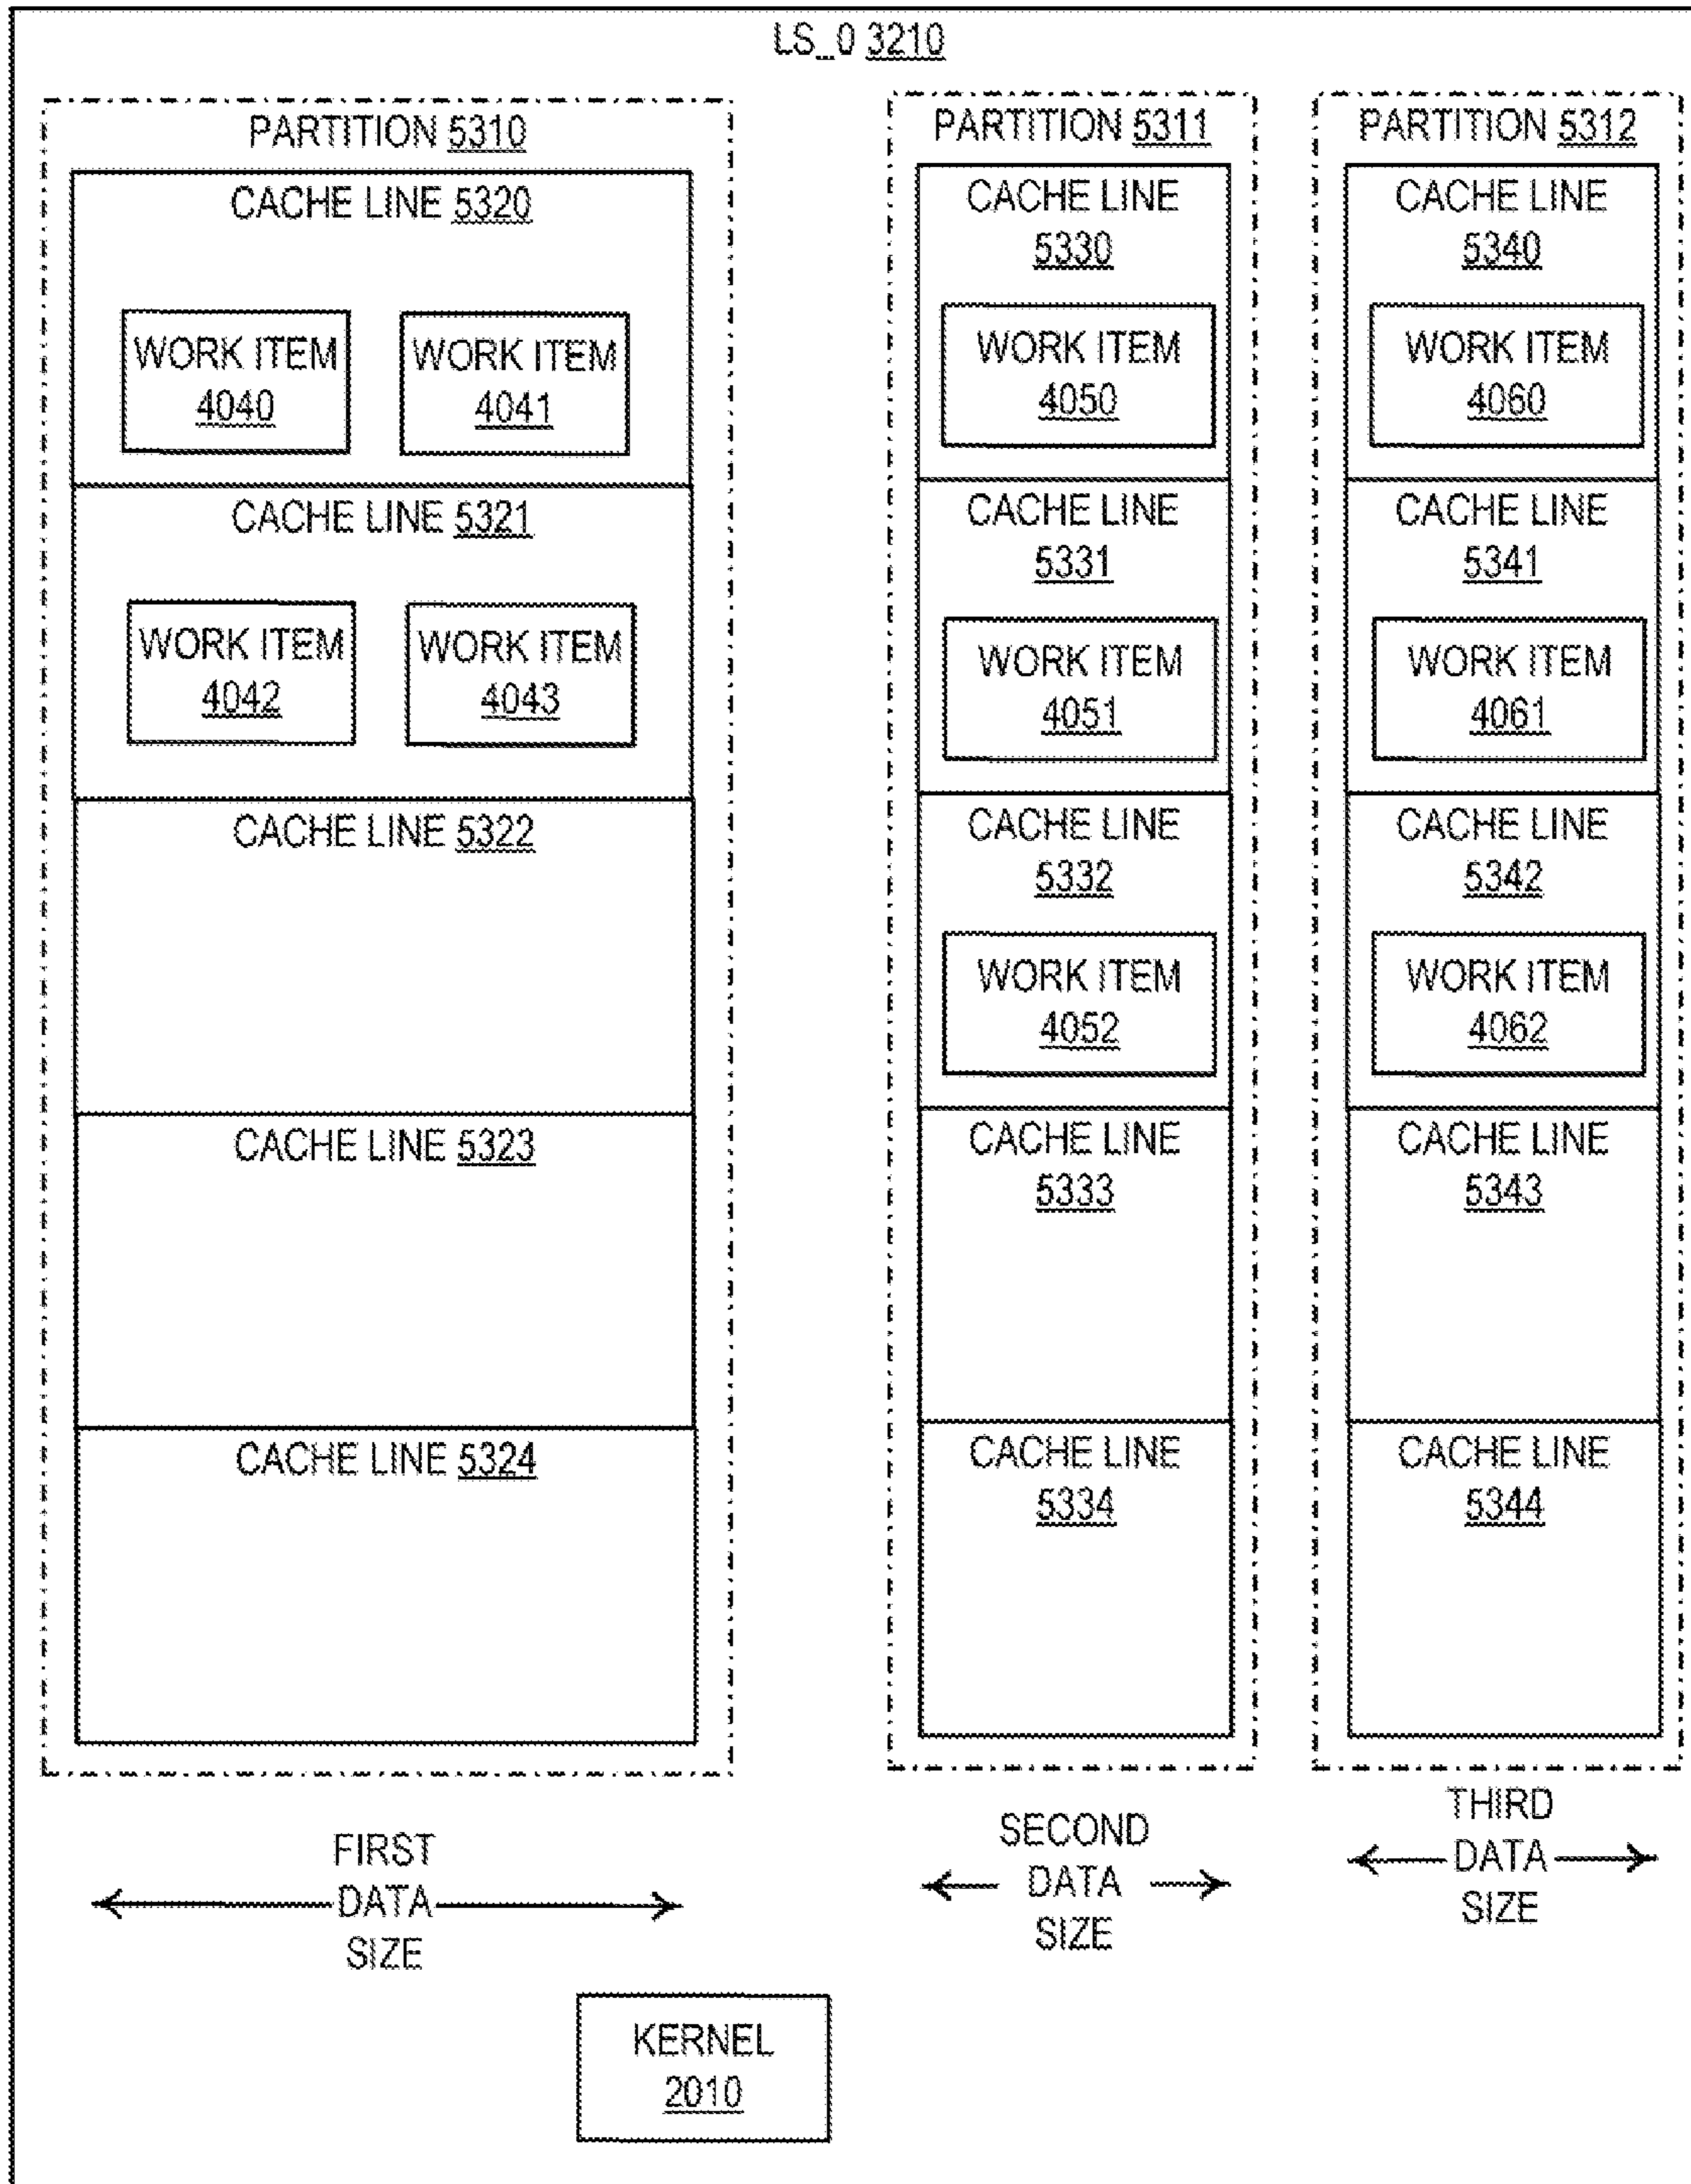 LS_0 3210
PARTITION 5310
CACHE LINE 5320
WORK ITEM
4040
WORK ITEM
4041
CACHE LINE 5321
WORK ITEM
4042
WORK ITEM
4043
CACHE LINE 5322
CACHE LINE 5323
CACHE LINE 5324
FIRST
DATA
SIZE
PARTITION 5311
CACHE LINE
5330
WORK ITEM
4050
CACHE LINE
5331
WORK ITEM
4051
CACHE LINE
5332
WORK ITEM
4052
CACHE LINE
5333
CACHE LINE
5334
SECOND
DATA
SIZE
PARTITION 5312
CACHE LINE
5340
WORK ITEM
4060
CACHE LINE
5341
WORK ITEM
4061
CACHE LINE
5342
WORK ITEM
4062
CACHE LINE
5343
CACHE LINE
5344
THIRD
DATA
SIZE
KERNEL
2010